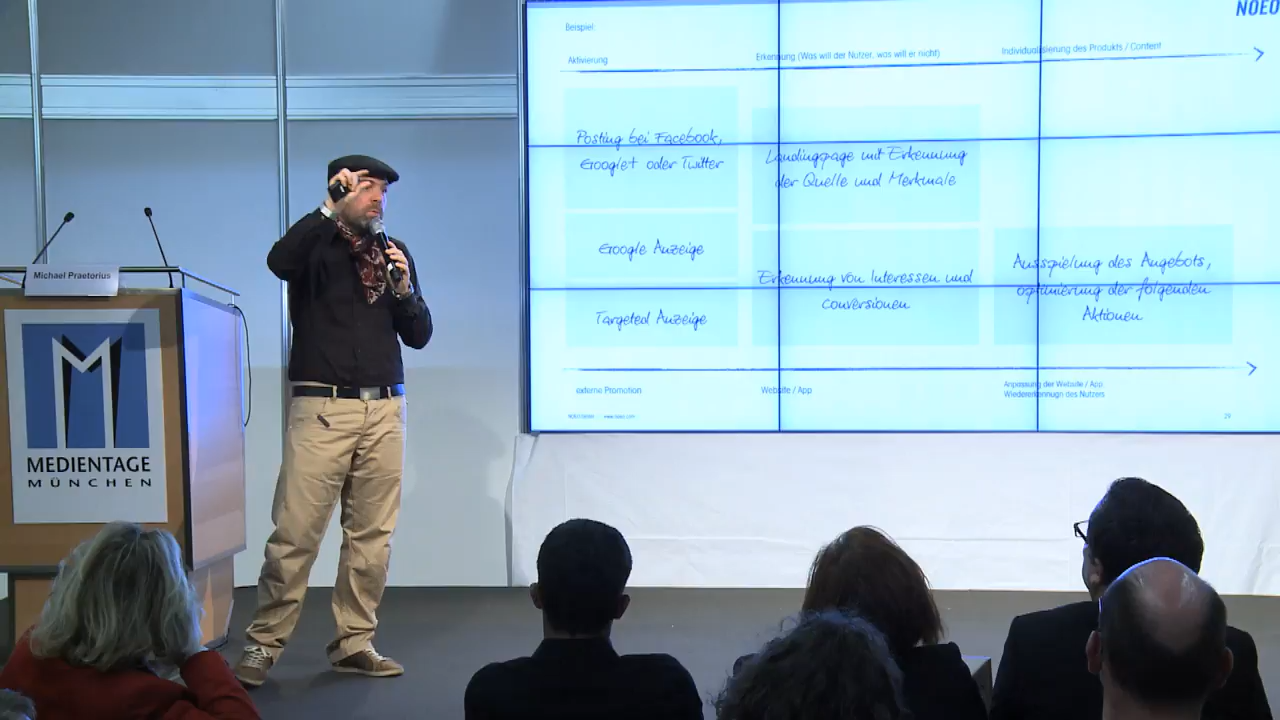 NOEO
Beispiel:
Aktivierung
Erkennung (Was will der Nutzer, was will er nicht)
Individualisierung des Produkts / Content
Posting bei Facebook,
Google+ oder Twitter
Landingpage mit Erkennung
der Quelle und Merkmale
Google Anzeige
Erkennung von Interessen und
conversionen
Ausspielung des Angebots,
optimierung der folgenden
Aktionen
Targeted Anzeige
externe Promotion
Website / App
Anpassung der Website / App
Wiedererkennugn des Nutzers
29
Michael Praetorius
M
MEDIENTAGE
MÜNCHEN